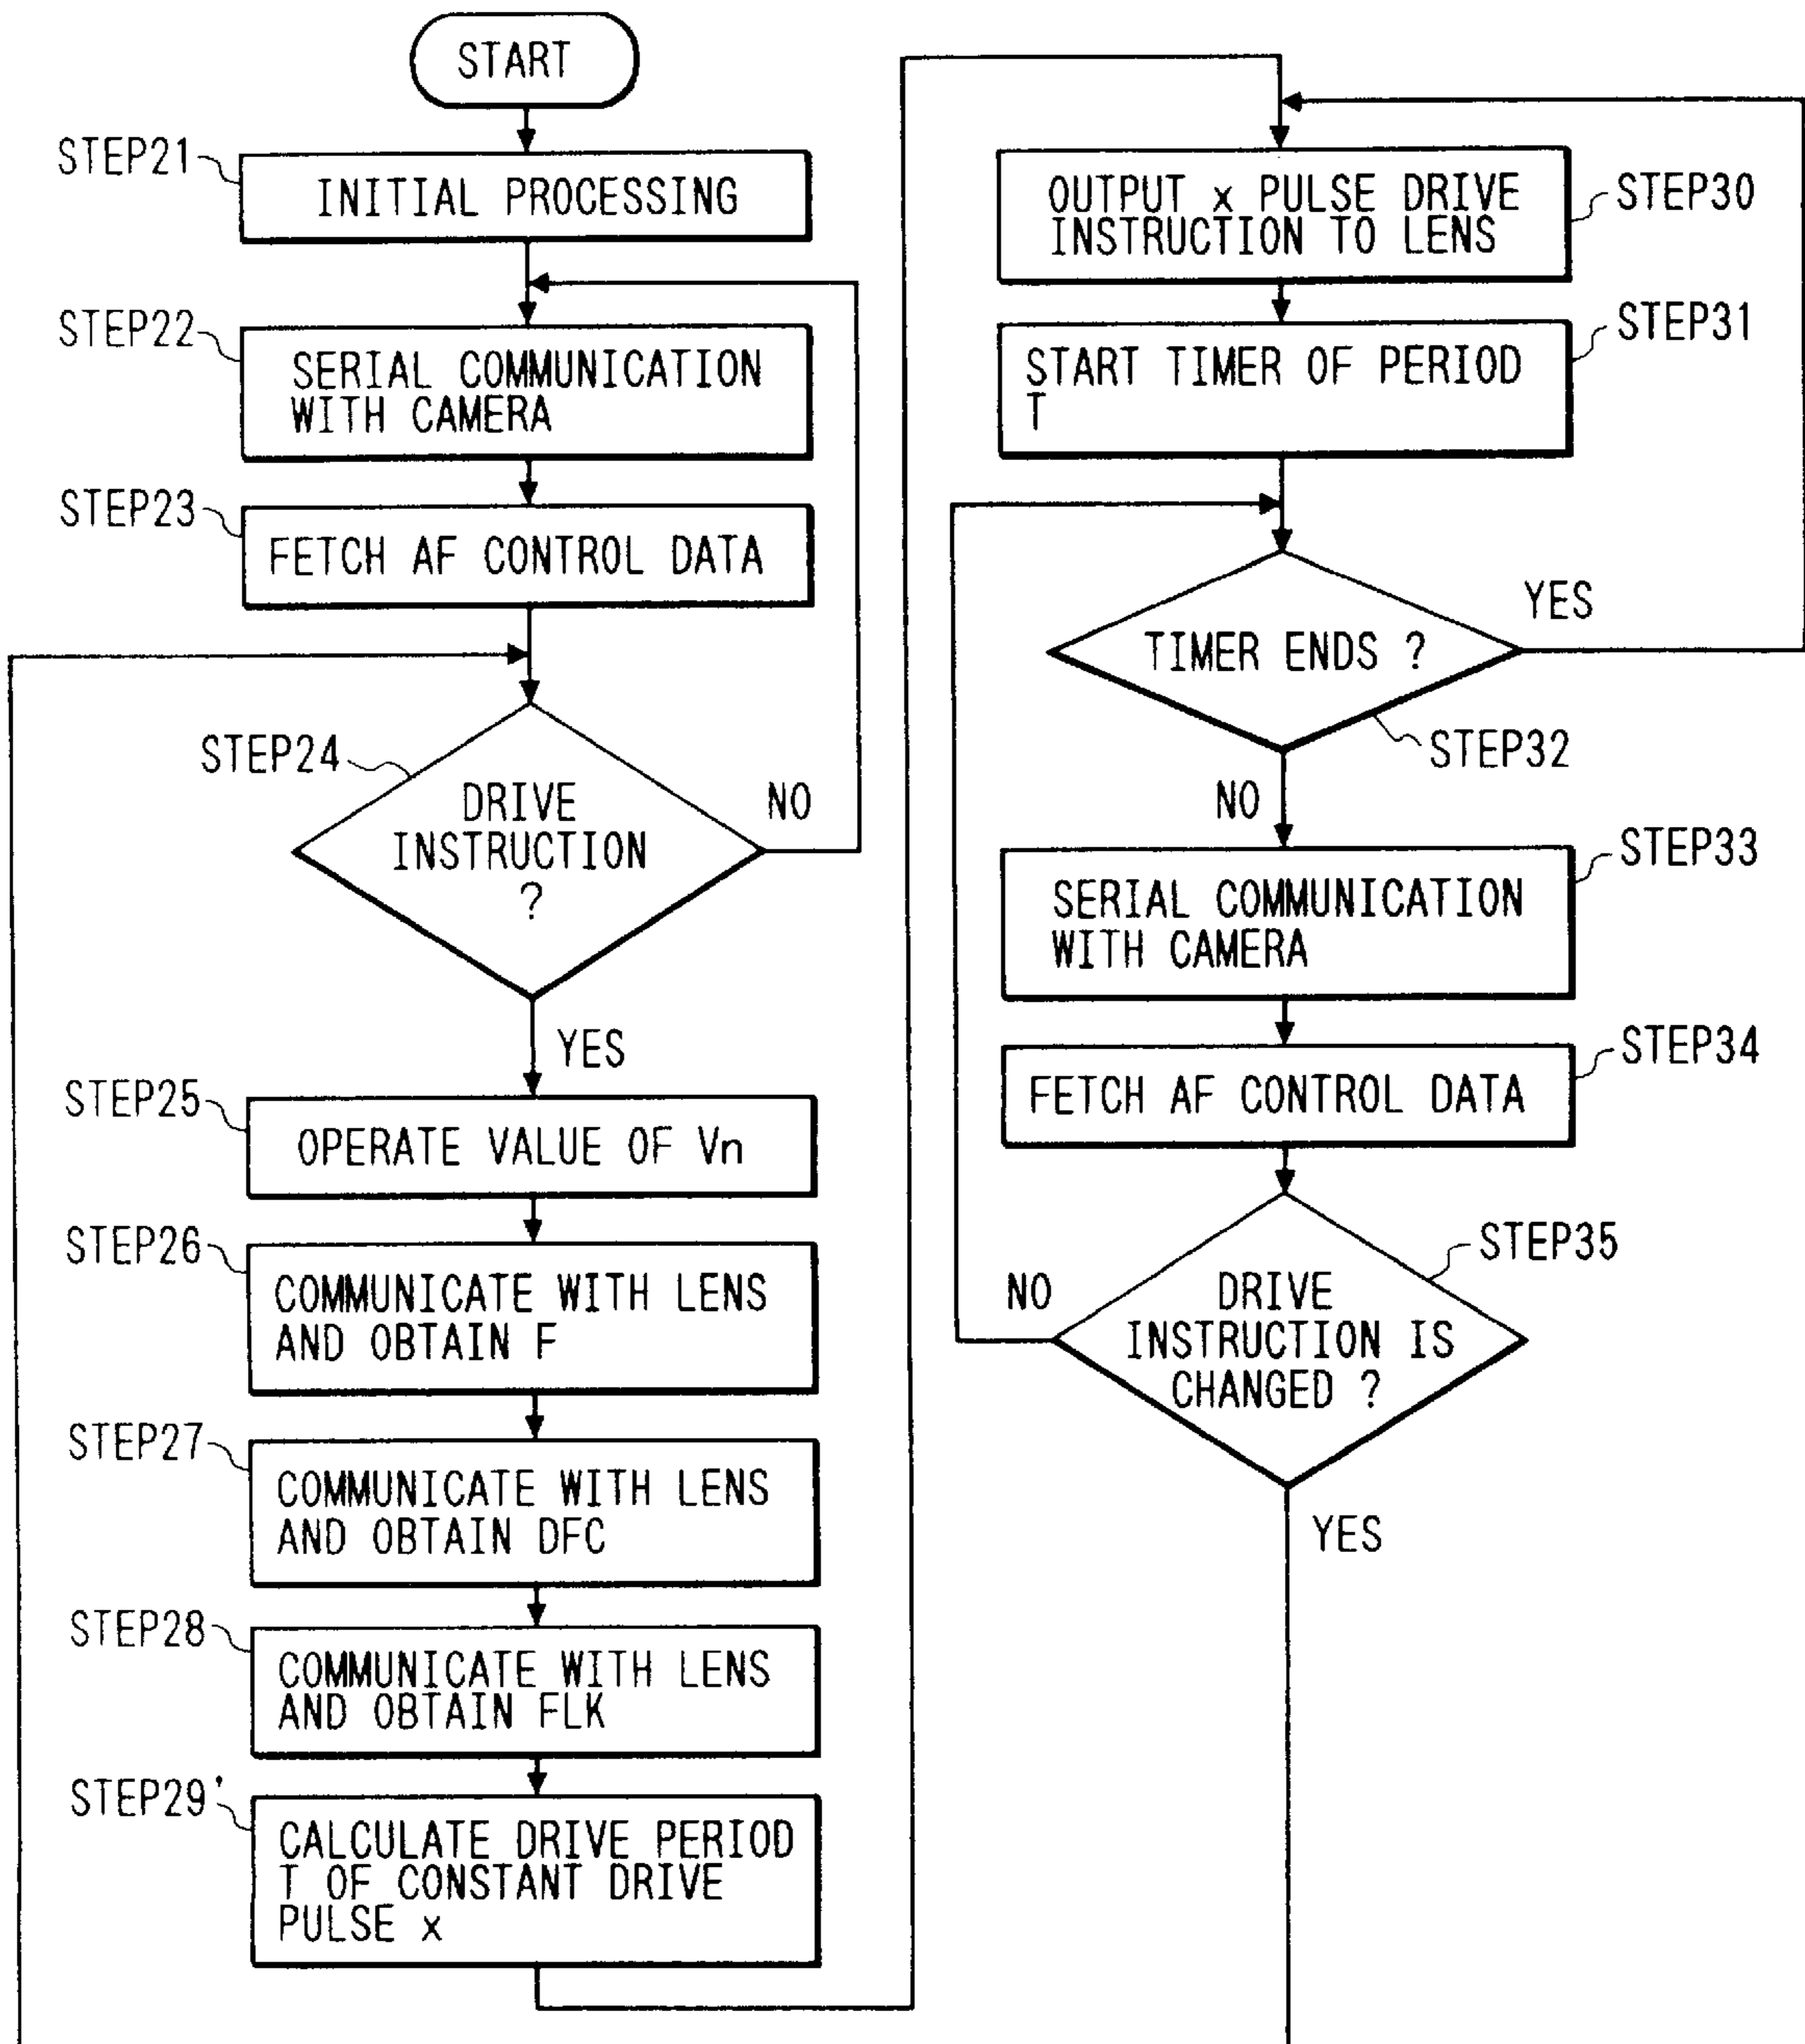 START
STEP21
INITIAL PROCESSING
STEP22
SERIAL COMMUNICATION
WITH CAMERA
STEP23
FETCH AF CONTROL DATA
STEP24
DRIVE
INSTRUCTION
?
NO
YES
STEP25
OPERATE VALUE OF Vn
STEP26
COMMUNICATE WITH LENS
AND OBTAIN F
STEP27
COMMUNICATE WITH LENS
AND OBTAIN DFC
STEP28
COMMUNICATE WITH LENS
AND OBTAIN FLK
STEP29'
CALCULATE DRIVE PERIOD
T OF CONSTANT DRIVE
PULSE x
OUTPUT x PULSE DRIVE
INSTRUCTION TO LENS
STEP30
START TIMER OF PERIOD
T
STEP31
TIMER ENDS ?
YES
STEP32
NO
SERIAL COMMUNICATION
WITH CAMERA
STEP33
FETCH AF CONTROL DATA
STEP34
DRIVE
INSTRUCTION IS
CHANGED ?
STEP35
NO
YES